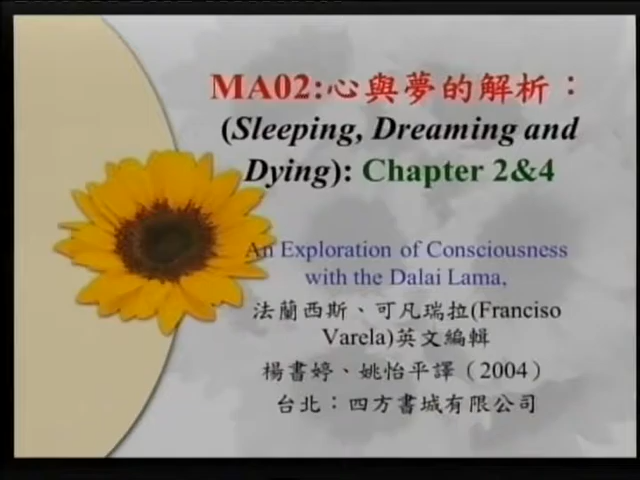 MA02:心與夢的解析：
(Sleeping, Dreaming and
Dying): Chapter 2&4
An Exploration of Consciousness
with the Dalai Lama,
法蘭西斯、可凡瑞拉(Franciso
Varela)英文編輯
楊書婷、姚怡平譯（2004）
台北：四方書城有限公司